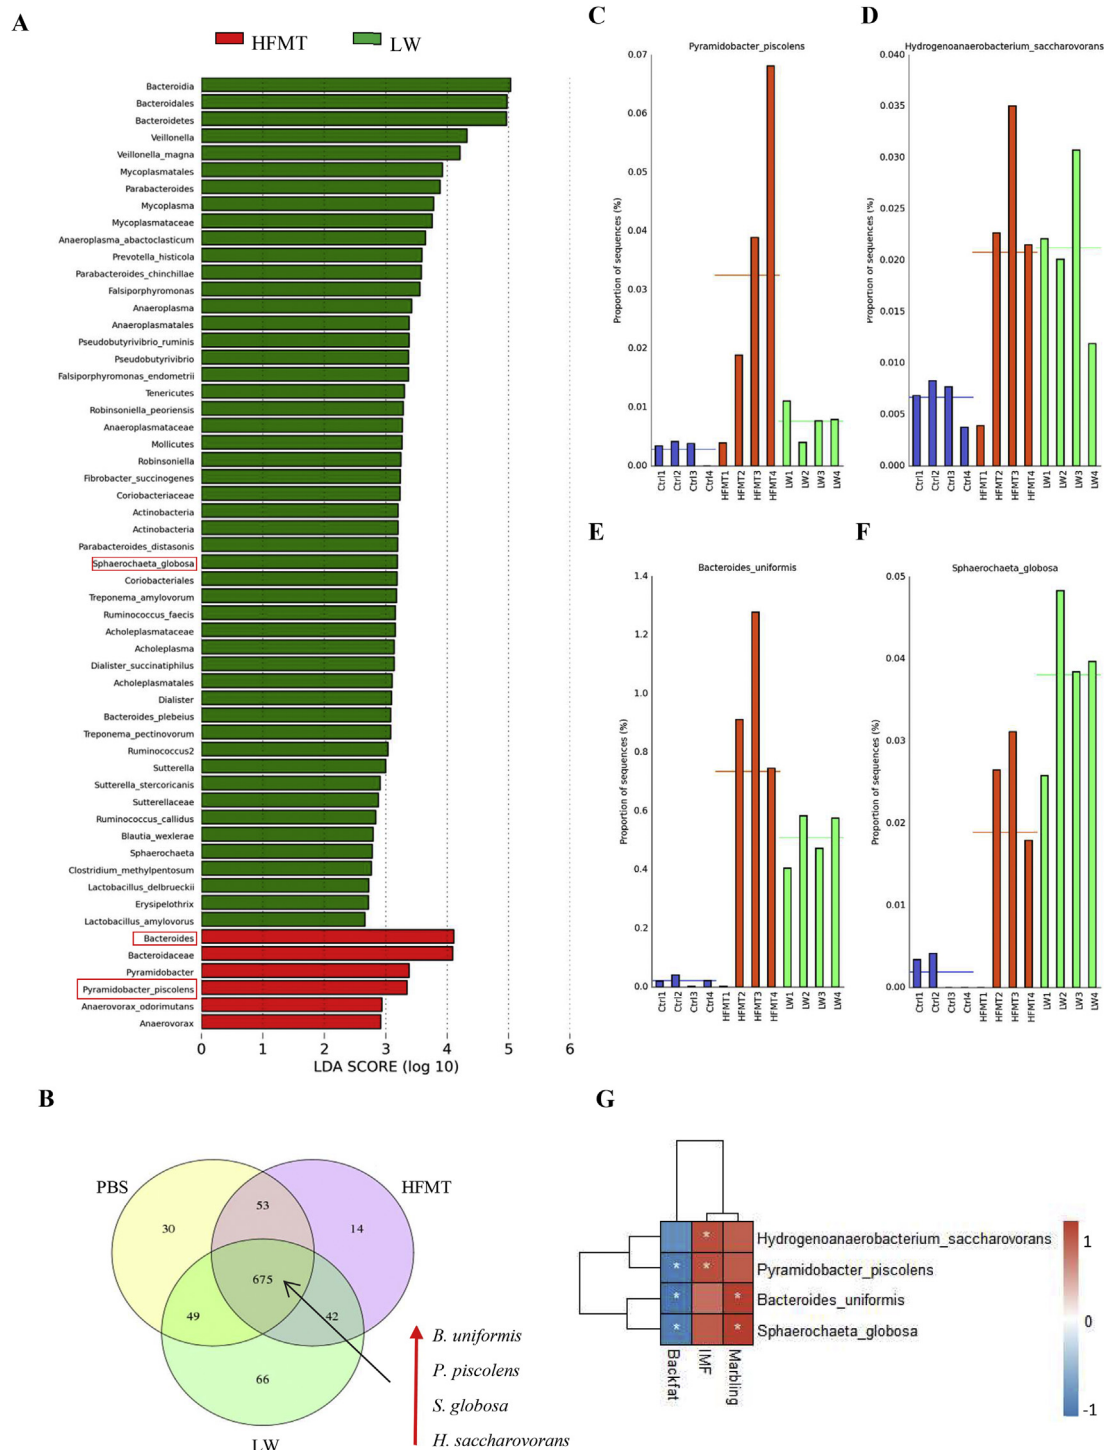 A
HFMT LW
Bacteroidia
Bacteroidales
Bacteroidetes
Veillonella
Veillonella_magna
Mycoplasmatales
Parabacteroides
Mycoplasma
Mycoplasmataceae
Anaeroplasma_abactoclasticum
Prevotella_histicola
Parabacteroides_chinchillae
Falsiporphyromonas
Anaeroplasma
Anaeroplasmatales
Pseudobutyrivibrio_ruminis
Pseudobutyrivibrio
Falsiporphyromonas_endometrii
Tenericutes
Robinsoniella_peoriensis
Anaeroplasmataceae
Mollicutes
Robinsoniella
Fibrobacter_succinogenes
Coriobacteriaceae
Actinobacteria
Actinobacteria
Parabacteroides_distasonis
Sphaerochaeta_globosa
Coriobacteriales
Treponema_amylovorum
Ruminococcus_faecis
Acholeplasmataceae
Acholeplasma
Dialister_succinatiphilus
Acholeplasmatales
Dialister
Bacteroides_plebeius
Treponema_pectinovorum
Ruminococcus2
Sutterella
Sutterella_stercoricanis
Sutterellaceae
Ruminococcus_callidus
Blautia_wexlerae
Sphaerochaeta
Clostridium_methylpentosum
Lactobacillus_delbrueckii
Erysipelothrix
Lactobacillus_amylovorus
Bacteroides
Bacteroidaceae
Pyramidobacter
Pyramidobacter_piscolens
Anaerovorax_odorimutans
Anaerovorax
0 1 2 3 4 5 6
LDA SCORE (log 10)
C
Pyramidobacter_piscolens
Proportion of sequences (%)
0.07
0.06
0.05
0.04
0.03
0.02
0.01
0.00
Ctrl1 Ctrl2 Ctrl3 Ctrl4 HFMT1 HFMT2 HFMT3 HFMT4 LW1 LW2 LW3 LW4
D
Hydrogenoanaerobacterium_saccharovorans
Proportion of sequences (%)
0.040
0.035
0.030
0.025
0.020
0.015
0.010
0.005
0.000
Ctrl1 Ctrl2 Ctrl3 Ctrl4 HFMT1 HFMT2 HFMT3 HFMT4 LW1 LW2 LW3 LW4
E
Bacteroides_uniformis
Proportion of sequences (%)
1.4
1.2
1.0
0.8
0.6
0.4
0.2
0.0
Ctrl1 Ctrl2 Ctrl3 Ctrl4 HFMT1 HFMT2 HFMT3 HFMT4 LW1 LW2 LW3 LW4
F
Sphaerochaeta_globosa
Proportion of sequences (%)
0.05
0.04
0.03
0.02
0.01
0.00
Ctrl1 Ctrl2 Ctrl3 Ctrl4 HFMT1 HFMT2 HFMT3 HFMT4 LW1 LW2 LW3 LW4
B
PBS HFMT
53
30 14
675
49 42
66
LW
B. uniformis
P. piscolens
S. globosa
H. saccharovorans
G
* Hydrogenoanaerobacterium_saccharovorans
* * Pyramidobacter_piscolens
* * Bacteroides_uniformis
* * Sphaerochaeta_globosa
Backfat IMF Marbling
1
0
-1